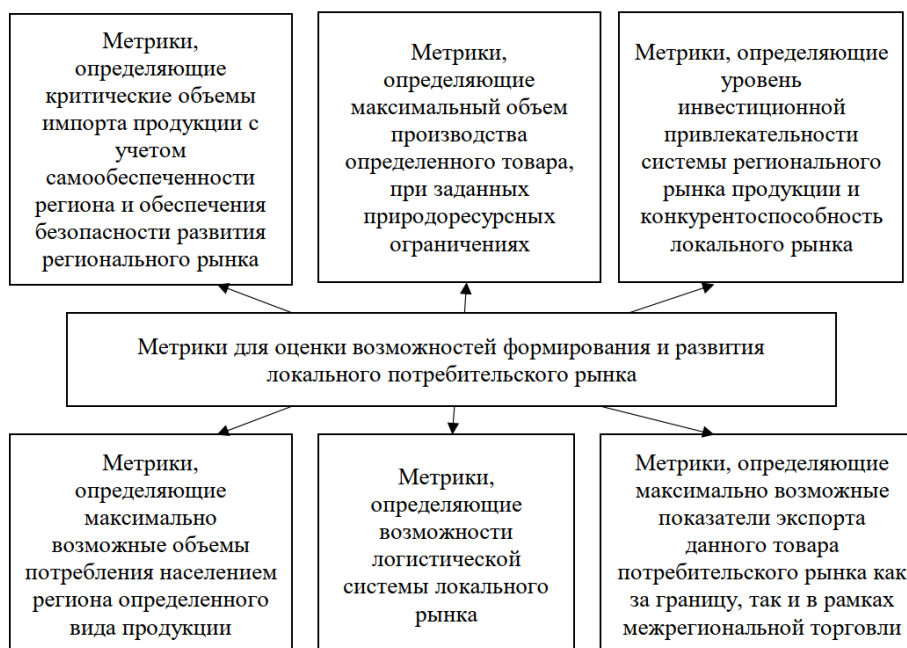 Метрики,
определяющие
критические объемы
импорта продукции с
учетом
самообеспеченности
региона и обеспечения
безопасности развития
регионального рынка
Метрики,
определяющие
максимальный объем
производства
определенного товара,
при заданных
природоресурсных
ограничениях
Метрики, определяющие
уровень
инвестиционной
привлекательности
системы регионального
рынка продукции и
конкурентоспособность
локального рынка
Метрики для оценки возможностей формирования и развития
локального потребительского рынка
Метрики,
определяющие
максимально
возможные объемы
потребления населением
региона определенного
вида продукции
Метрики,
определяющие
возможности
логистической
системы локального
рынка
Метрики, определяющие
максимально возможные
показатели экспорта
данного товара
потребительского рынка как
за границу, так и в рамках
межрегиональной торговли